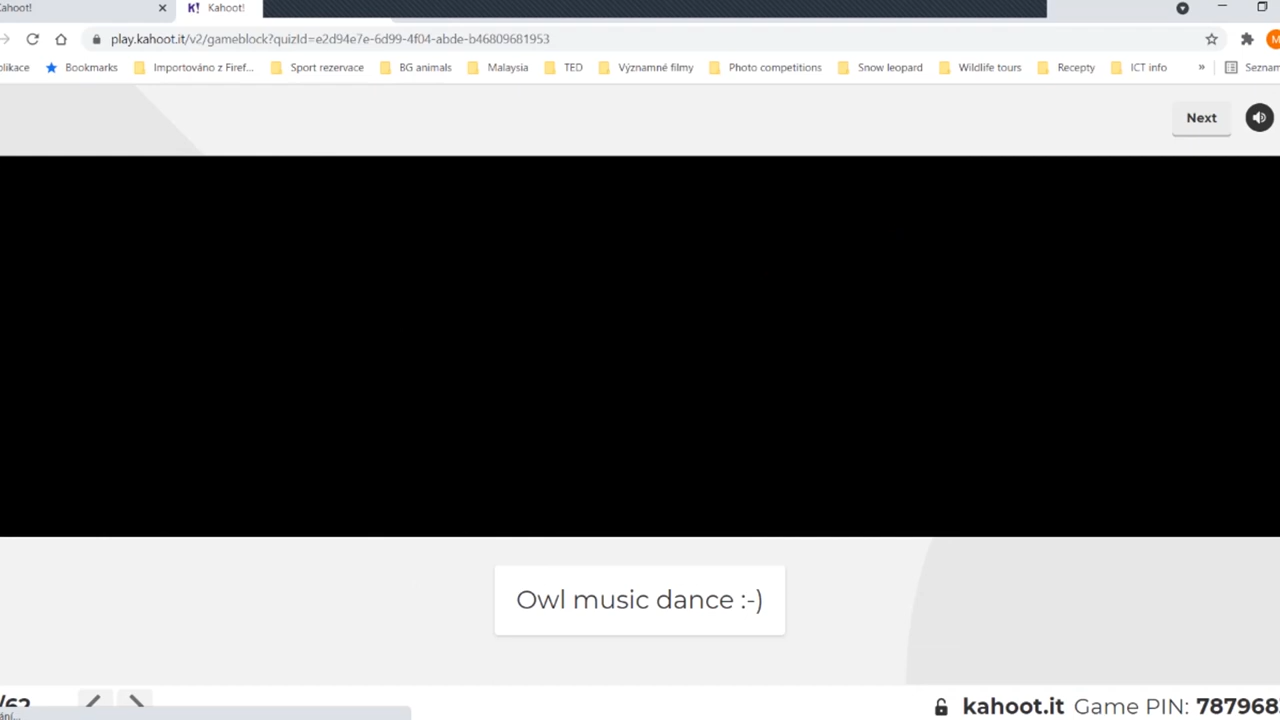 Kahoot!
K! Kahoot!
play.kahoot.it/v2/gameblock?quizId=e2d94e7e-6d99-4f04-abde-b46809681953
plikace Bookmarks Importováno z Firef... Sport rezervace BG animals Malaysia TED Významné filmy Photo competitions Snow leopard Wildlife tours Recepty ICT info » Seznam
Next
Owl music dance :-)
/62
kahoot.it Game PIN: 787968